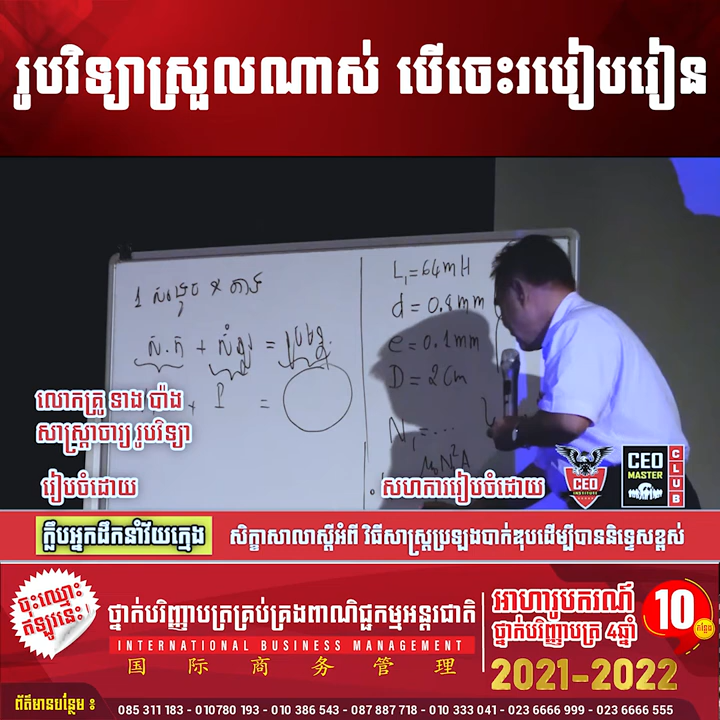 រូបវិទ្យាស្រួលណាស់ បើចេះរបៀបរៀន
L₁ = 64mH
d = 0.8mm
e = 0.1mm
D = 2cm
N₁ = ...
μ₀N²A
+ I =
លោកគ្រូ ទាង ប៉ាង
សាស្ត្រាចារ្យ រូបវិទ្យា
រៀបចំដោយ
សហការរៀបចំដោយ
CEO
INSTITUTE
CEO
MASTER
CLUB
ក្លឹបអ្នកដឹកនាំវ័យក្មេង
សិក្ខាសាលាស្តីអំពី វិធីសាស្ត្រប្រឡងបាក់ឌុបដើម្បីបាននិទ្ទេសខ្ពស់
ចុះឈ្មោះ
ឥឡូវនេះ!
ថ្នាក់បរិញ្ញាបត្រគ្រប់គ្រងពាណិជ្ជកម្មអន្តរជាតិ
INTERNATIONAL BUSINESS MANAGEMENT
国际商务管理
អាហារូបករណ៍
ថ្នាក់បរិញ្ញាបត្រ 4ឆ្នាំ
10
កន្លែង
2021-2022
ព័ត៌មានបន្ថែម ៖
085 311 183 - 010780 193 - 010 386 543 - 087 887 718 - 010 333 041 - 023 6666 999 - 023 6666 555